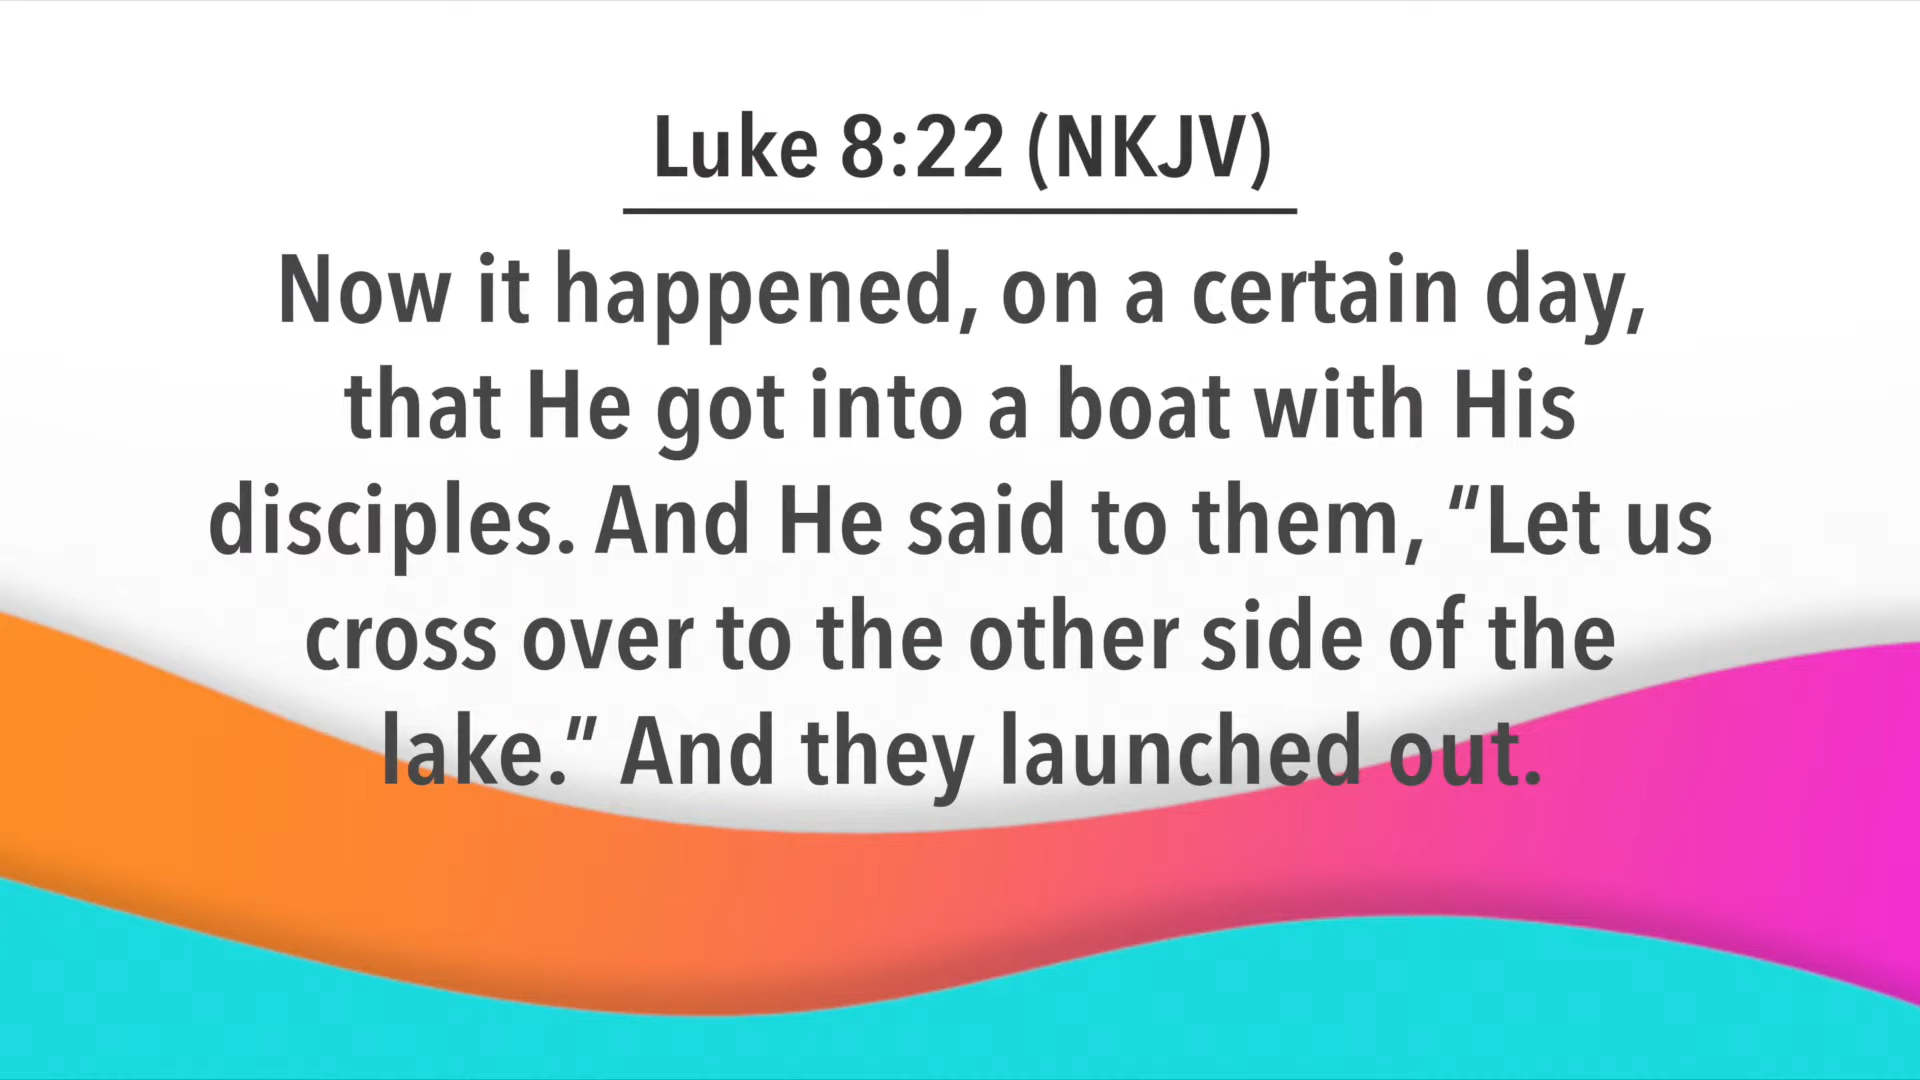 Luke 8:22 (NKJV)
Now it happened, on a certain day,
that He got into a boat with His
disciples. And He said to them, “Let us
cross over to the other side of the
lake.” And they launched out.